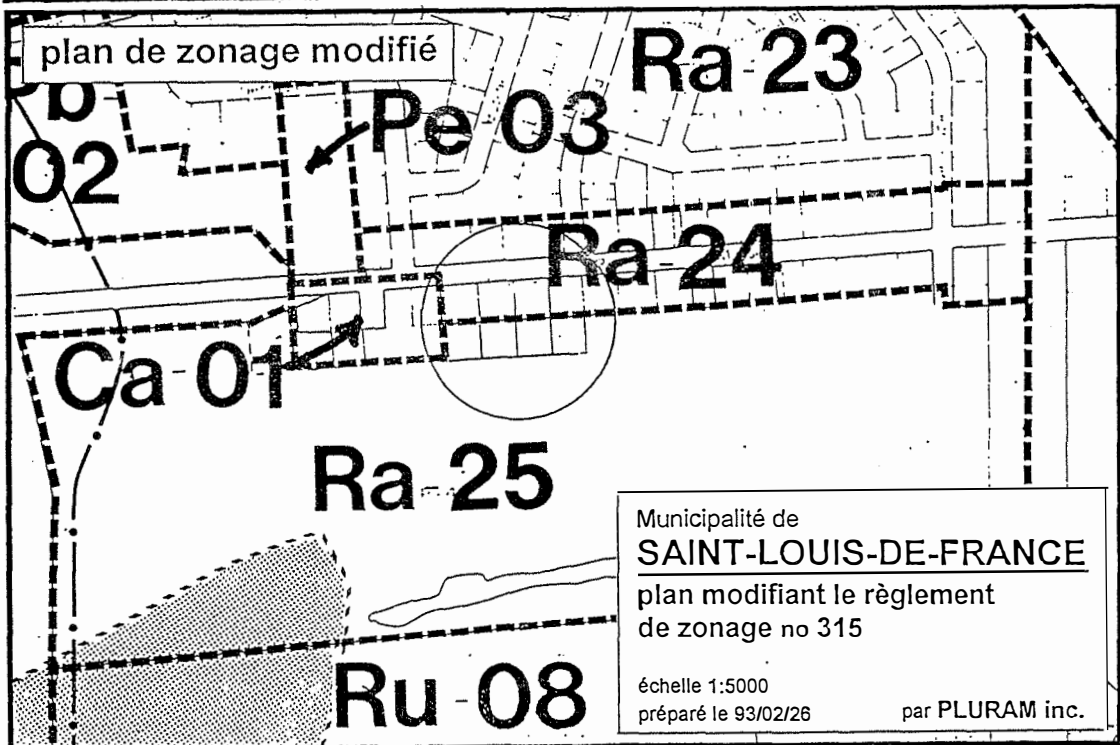 plan de zonage modifié
Ra-23
Pb-
02
Pe 03
Ra-24
Ca-01
Ra-25
Ru-08
Municipalité de
SAINT-LOUIS-DE-FRANCE
plan modifiant le règlement
de zonage no 315
échelle 1:5000
préparé le 93/02/26
par PLURAM inc.